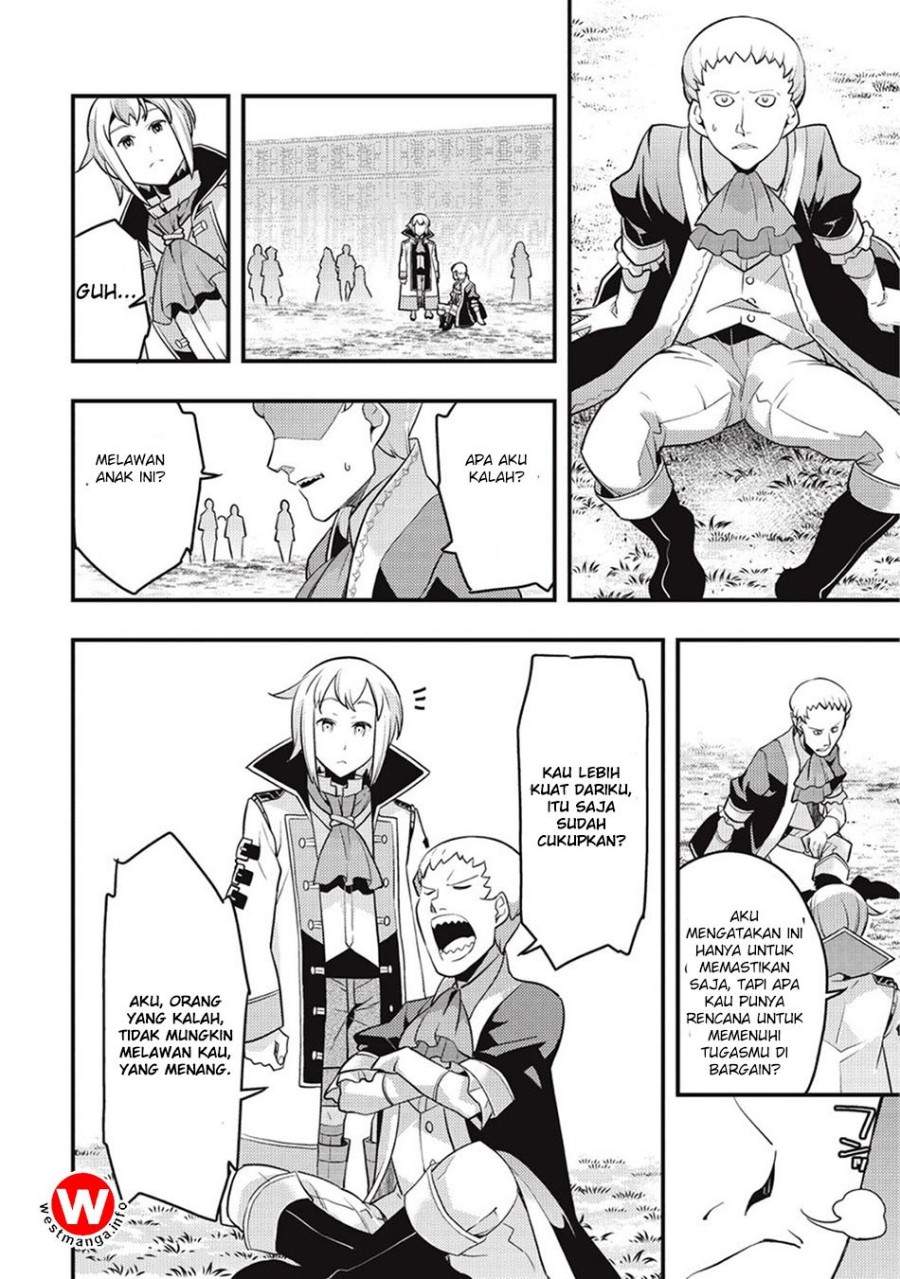 GUH...
APA AKU
KALAH?
MELAWAN
ANAK INI?
AKU
MENGATAKAN INI
HANYA UNTUK
MEMASTIKAN
SAJA, TAPI APA
KAU PUNYA
RENCANA UNTUK
MEMENUHI
TUGASMU DI
BARGAIN?
KAU LEBIH
KUAT DARIKU,
ITU SAJA
SUDAH
CUKUPKAN?
AKU, ORANG
YANG KALAH,
TIDAK MUNGKIN
MELAWAN KAU,
YANG MENANG.
W
westmanga.info